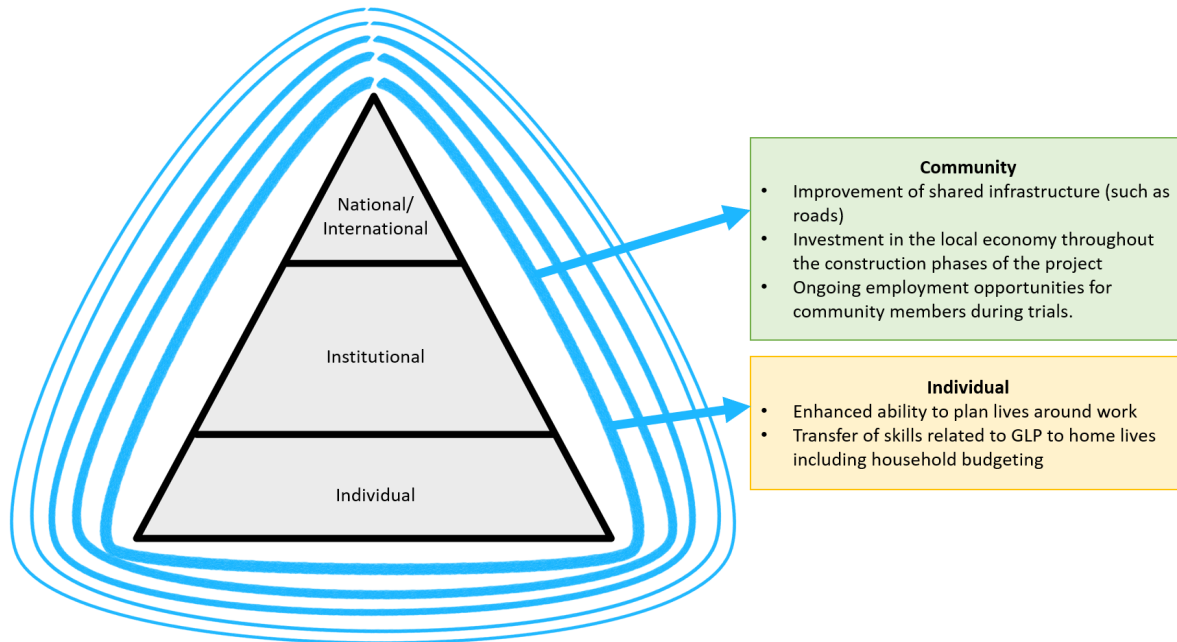 National/
International
Institutional
Individual
Community
• Improvement of shared infrastructure (such as
roads)
• Investment in the local economy throughout
the construction phases of the project
• Ongoing employment opportunities for
community members during trials.
Individual
• Enhanced ability to plan lives around work
• Transfer of skills related to GLP to home lives
including household budgeting